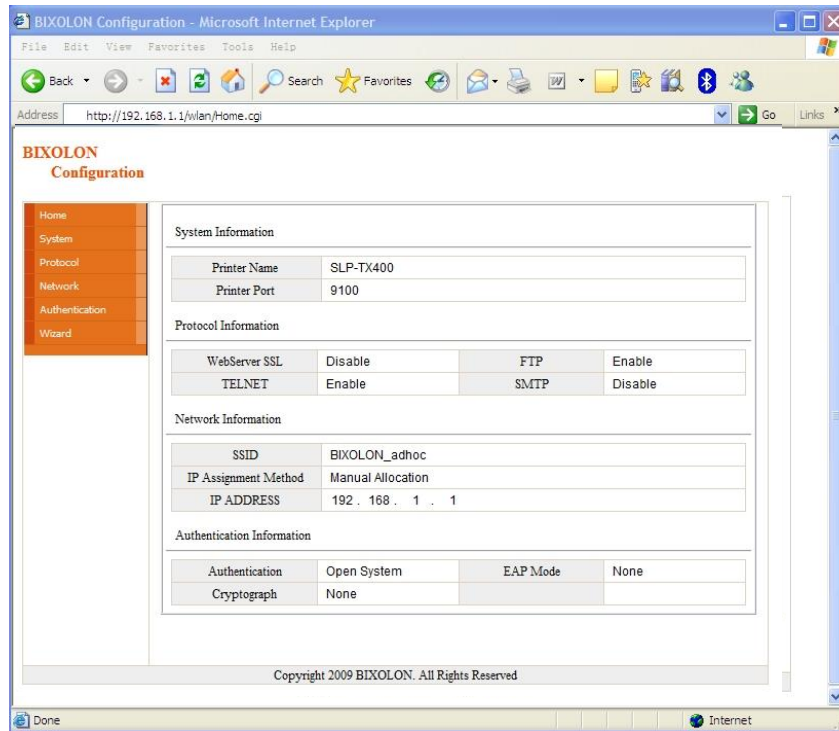 BIXOLON Configuration - Microsoft Internet Explorer
File Edit View Favorites Tools Help
Back Search Favorites
Address http://192.168.1.1/wlan/Home.cgi Go Links
BIXOLON
Configuration
Home
System
Protocol
Network
Authentication
Wizard
System Information
Printer Name SLP-TX400
Printer Port 9100
Protocol Information
WebServer SSL Disable FTP Enable
TELNET Enable SMTP Disable
Network Information
SSID BIXOLON_adhoc
IP Assignment Method Manual Allocation
IP ADDRESS 192 . 168 . 1 . 1
Authentication Information
Authentication Open System EAP Mode None
Cryptograph None
Copyright 2009 BIXOLON. All Rights Reserved
Done Internet